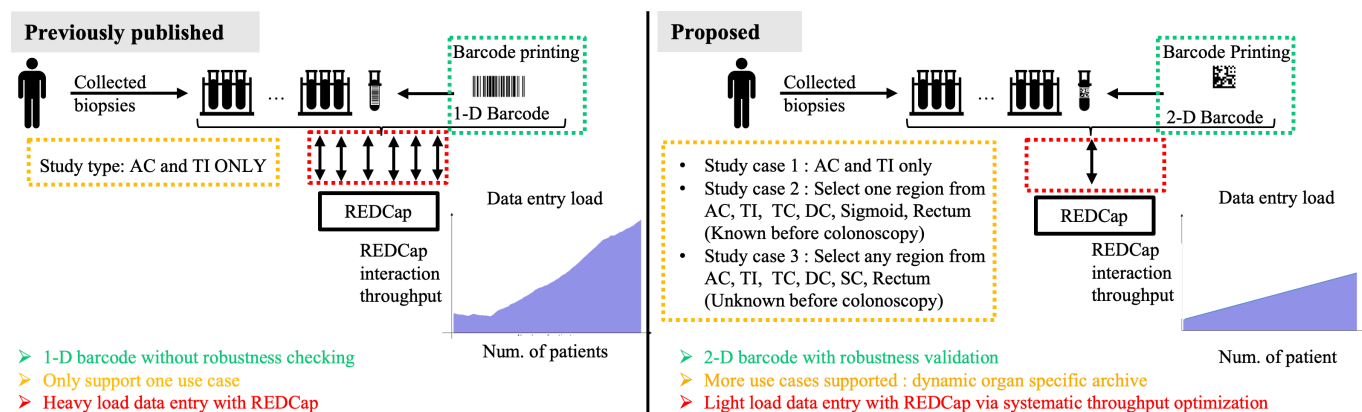 Previously published
Barcode printing
Collected
biopsies
...
1-D Barcode
Study type: AC and TI ONLY
REDCap
Data entry load
REDCap
interaction
throughput
Num. of patients
➢ 1-D barcode without robustness checking
➢ Only support one use case
➢ Heavy load data entry with REDCap
Proposed
Barcode Printing
Collected
biopsies
...
2-D Barcode
• Study case 1 : AC and TI only
• Study case 2 : Select one region from
AC, TI, TC, DC, Sigmoid, Rectum
(Known before colonoscopy)
• Study case 3 : Select any region from
AC, TI, TC, DC, SC, Rectum
(Unknown before colonoscopy)
REDCap
Data entry load
REDCap
interaction
throughput
Num. of patient
➢ 2-D barcode with robustness validation
➢ More use cases supported : dynamic organ specific archive
➢ Light load data entry with REDCap via systematic throughput optimization